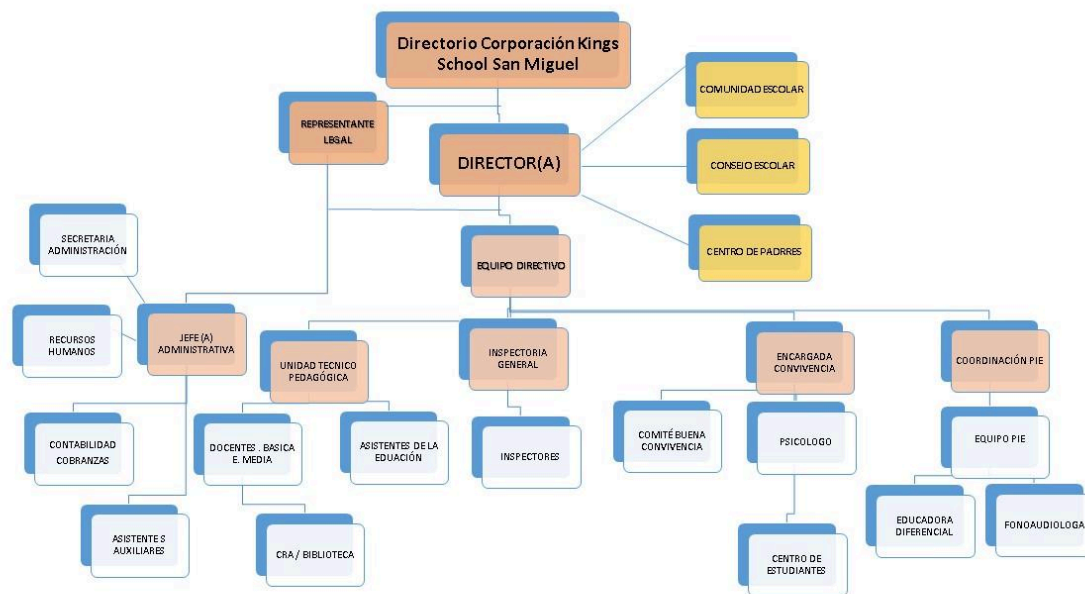 Directorio Corporación Kings
School San Miguel
REPRESENTANTE
LEGAL
DIRECTOR(A)
COMUNIDAD ESCOLAR
CONSEJO ESCOLAR
CENTRO DE PADRRES
SECRETARIA
ADMINISTRACIÓN
EQUIPO DIRECTIVO
RECURSOS
HUMANOS
JEFE (A)
ADMINISTRATIVA
UNIDAD TECNICO
PEDAGÓGICA
INSPECTORIA
GENERAL
ENCARGADA
CONVIVENCIA
COORDINACIÓN PIE
CONTABILIDAD
COBRANZAS
DOCENTES . BASICA
E. MEDIA
ASISTENTES DE LA
EDUACIÓN
INSPECTORES
COMITÉ BUENA
CONVIVENCIA
PSICOLOGO
EQUIPO PIE
ASISTENTE S
AUXILIARES
CRA / BIBLIOTECA
CENTRO DE
ESTUDIANTES
EDUCADORA
DIFERENCIAL
FONOAUDIOLOGA